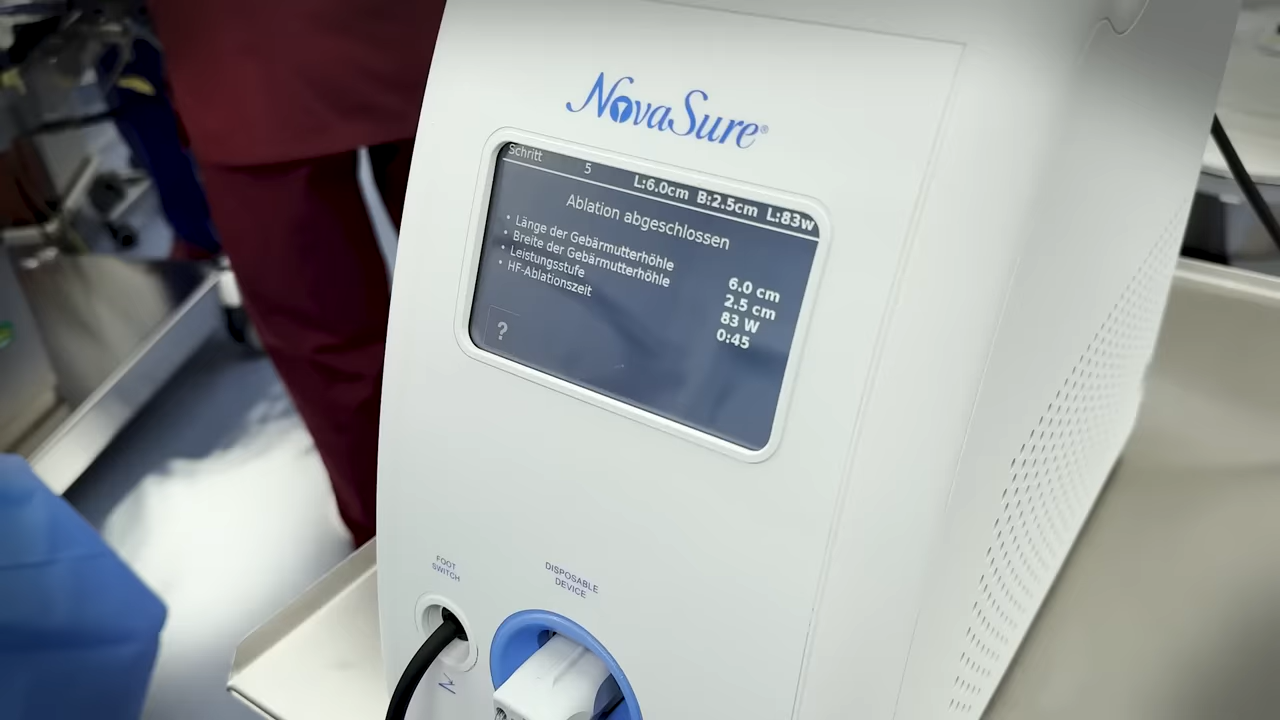 NovaSure®
Schritt 5 L:6.0cm B:2.5cm L:83w
Ablation abgeschlossen
• Länge der Gebärmutterhöhle 6.0 cm
• Breite der Gebärmutterhöhle 2.5 cm
• Leistungsstufe 83 W
• HF-Ablationszeit 0:45
?
FOOT
SWITCH
DISPOSABLE
DEVICE